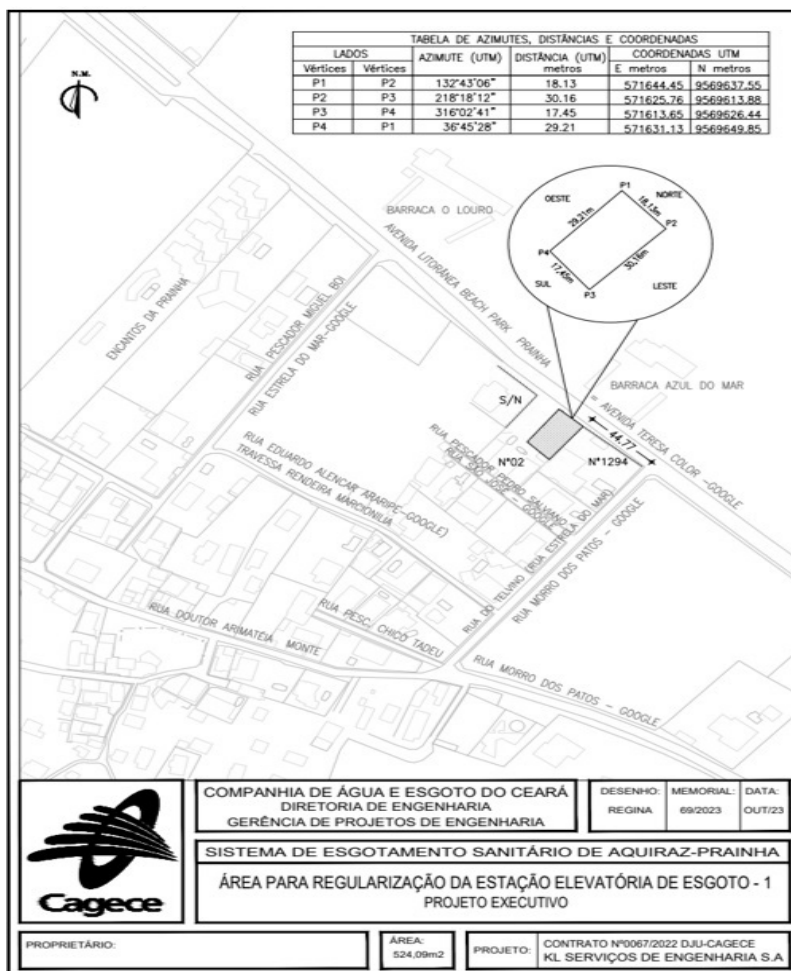 TABELA DE AZIMUTES, DISTÂNCIAS E COORDENADAS
LADOS AZIMUTE (UTM) DISTÂNCIA (UTM) COORDENADAS UTM
Vértices Vértices metros E metros N metros
P1 P2 132°43'06" 18.13 571644.45 9569637.55
P2 P3 218°18'12" 30.16 571625.76 9569613.88
P3 P4 316°02'41" 17.45 571613.65 9569626.44
P4 P1 36°45'28" 29.21 571631.13 9569649.85
N.M.
P1
OESTE
NORTE
29,21m
18,13m
P2
P4
30,16m
17,45m
SUL
LESTE
P3
BARRACA O LOURO
AVENIDA LITORÂNEA BEACH PARK PRAINHA
ENCANTOS DA PRAINHA
RUA PESCADOR MIGUEL BOI
RUA ESTRELA DO MAR-GOOGLE
BARRACA AZUL DO MAR
= AVENIDA TERESA COLOR -GOOGLE
S/N
44.77
N°02
N°1294
RUA PESCADOR PEDRO SALVIANO
RUA SÃO JOSÉ - GOOGLE
RUA EDUARDO ALENCAR ARARIPE-GOOGLE)
TRAVESSA RENDEIRA MARCIONILIA
RUA DO TELVINO (RUA ESTRELA DO MAR)
RUA MORRO DOS PATOS - GOOGLE
RUA PESC. CHICO TADEU
RUA DOUTOR ARIMATÉIA MONTE
RUA MORRO DOS PATOS - GOOGLE
Cagece
COMPANHIA DE ÁGUA E ESGOTO DO CEARÁ
DIRETORIA DE ENGENHARIA
GERÊNCIA DE PROJETOS DE ENGENHARIA
DESENHO: REGINA
MEMORIAL: 69/2023
DATA: OUT/23
SISTEMA DE ESGOTAMENTO SANITÁRIO DE AQUIRAZ-PRAINHA
ÁREA PARA REGULARIZAÇÃO DA ESTAÇÃO ELEVATÓRIA DE ESGOTO - 1
PROJETO EXECUTIVO
PROPRIETÁRIO:
ÁREA: 524,09m2
PROJETO:
CONTRATO Nº0067/2022 DJU-CAGECE
KL SERVIÇOS DE ENGENHARIA S.A